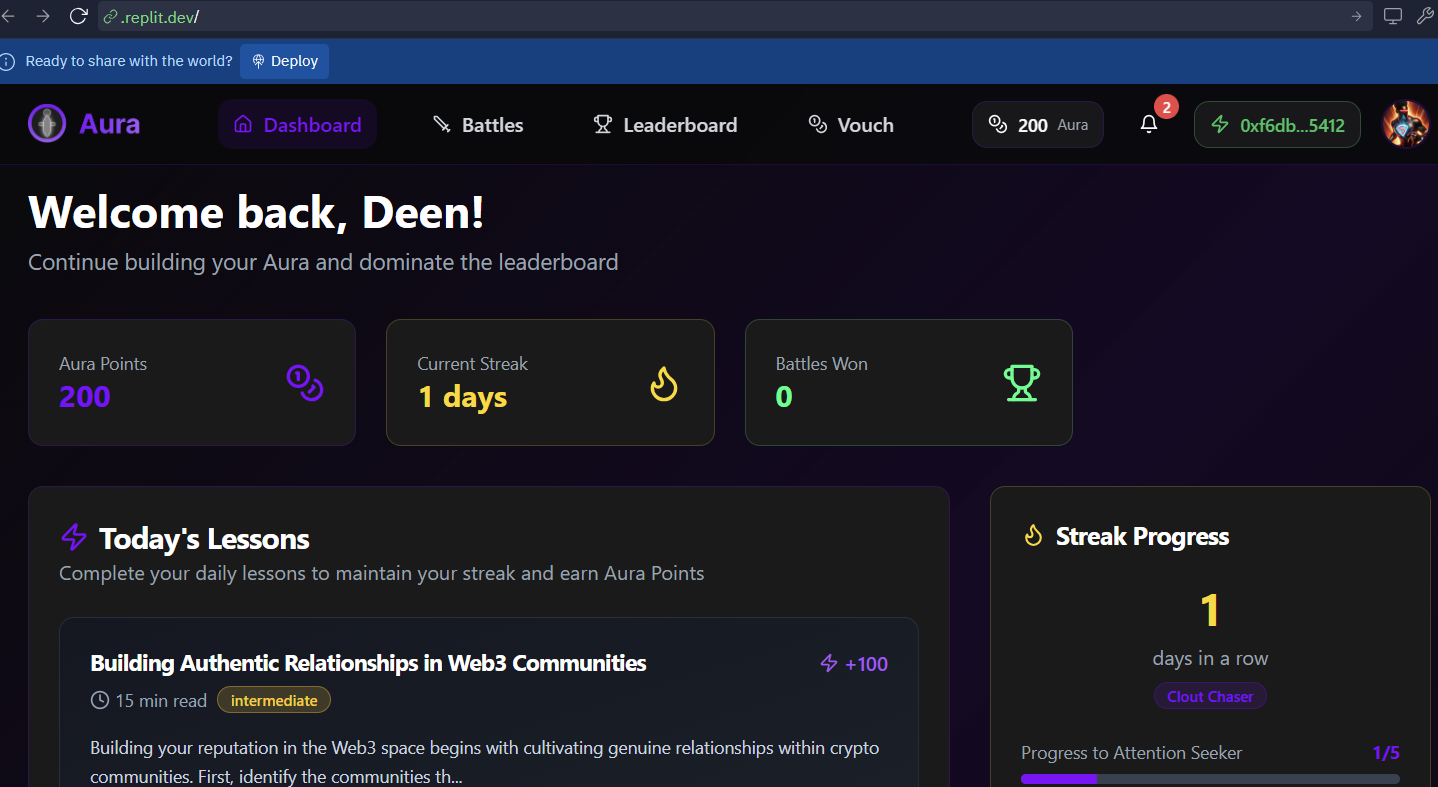 .replit.dev/
Ready to share with the world? Deploy
Aura Dashboard Battles Leaderboard Vouch 200 Aura 2 0xf6db...5412
Welcome back, Deen!
Continue building your Aura and dominate the leaderboard
Aura Points
200
Current Streak
1 days
Battles Won
0
Today's Lessons
Complete your daily lessons to maintain your streak and earn Aura Points
Building Authentic Relationships in Web3 Communities +100
15 min read intermediate
Building your reputation in the Web3 space begins with cultivating genuine relationships within crypto
communities. First, identify the communities th...
Streak Progress
1
days in a row
Clout Chaser
Progress to Attention Seeker 1/5